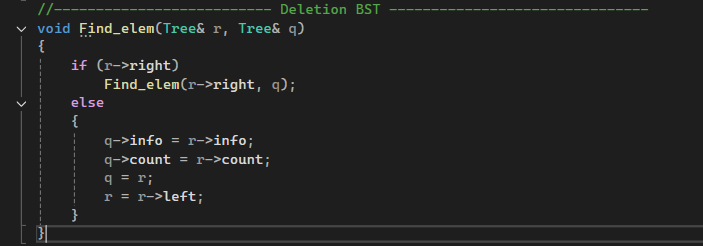 //-------------------------- Deletion BST -------------------------------
void Find_elem(Tree& r, Tree& q)
{
    if (r->right)
        Find_elem(r->right, q);
    else
    {
        q->info = r->info;
        q->count = r->count;
        q = r;
        r = r->left;
    }
}